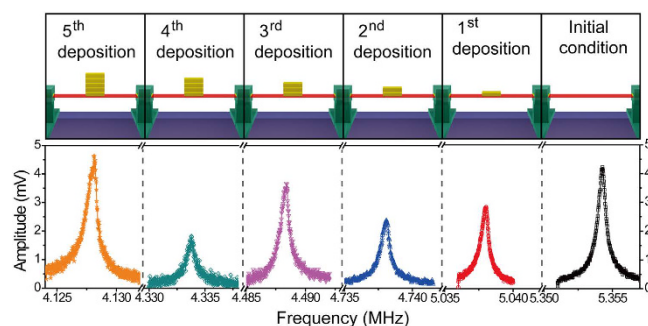 5th deposition
4th deposition
3rd deposition
2nd deposition
1st deposition
Initial condition
Amplitude (mV)
5
4
3
2
1
0
5
4
3
2
1
0
4.125 4.130 4.330 4.335 4.485 4.490 4.735 4.740 5.035 5.040 5.350 5.355
Frequency (MHz)